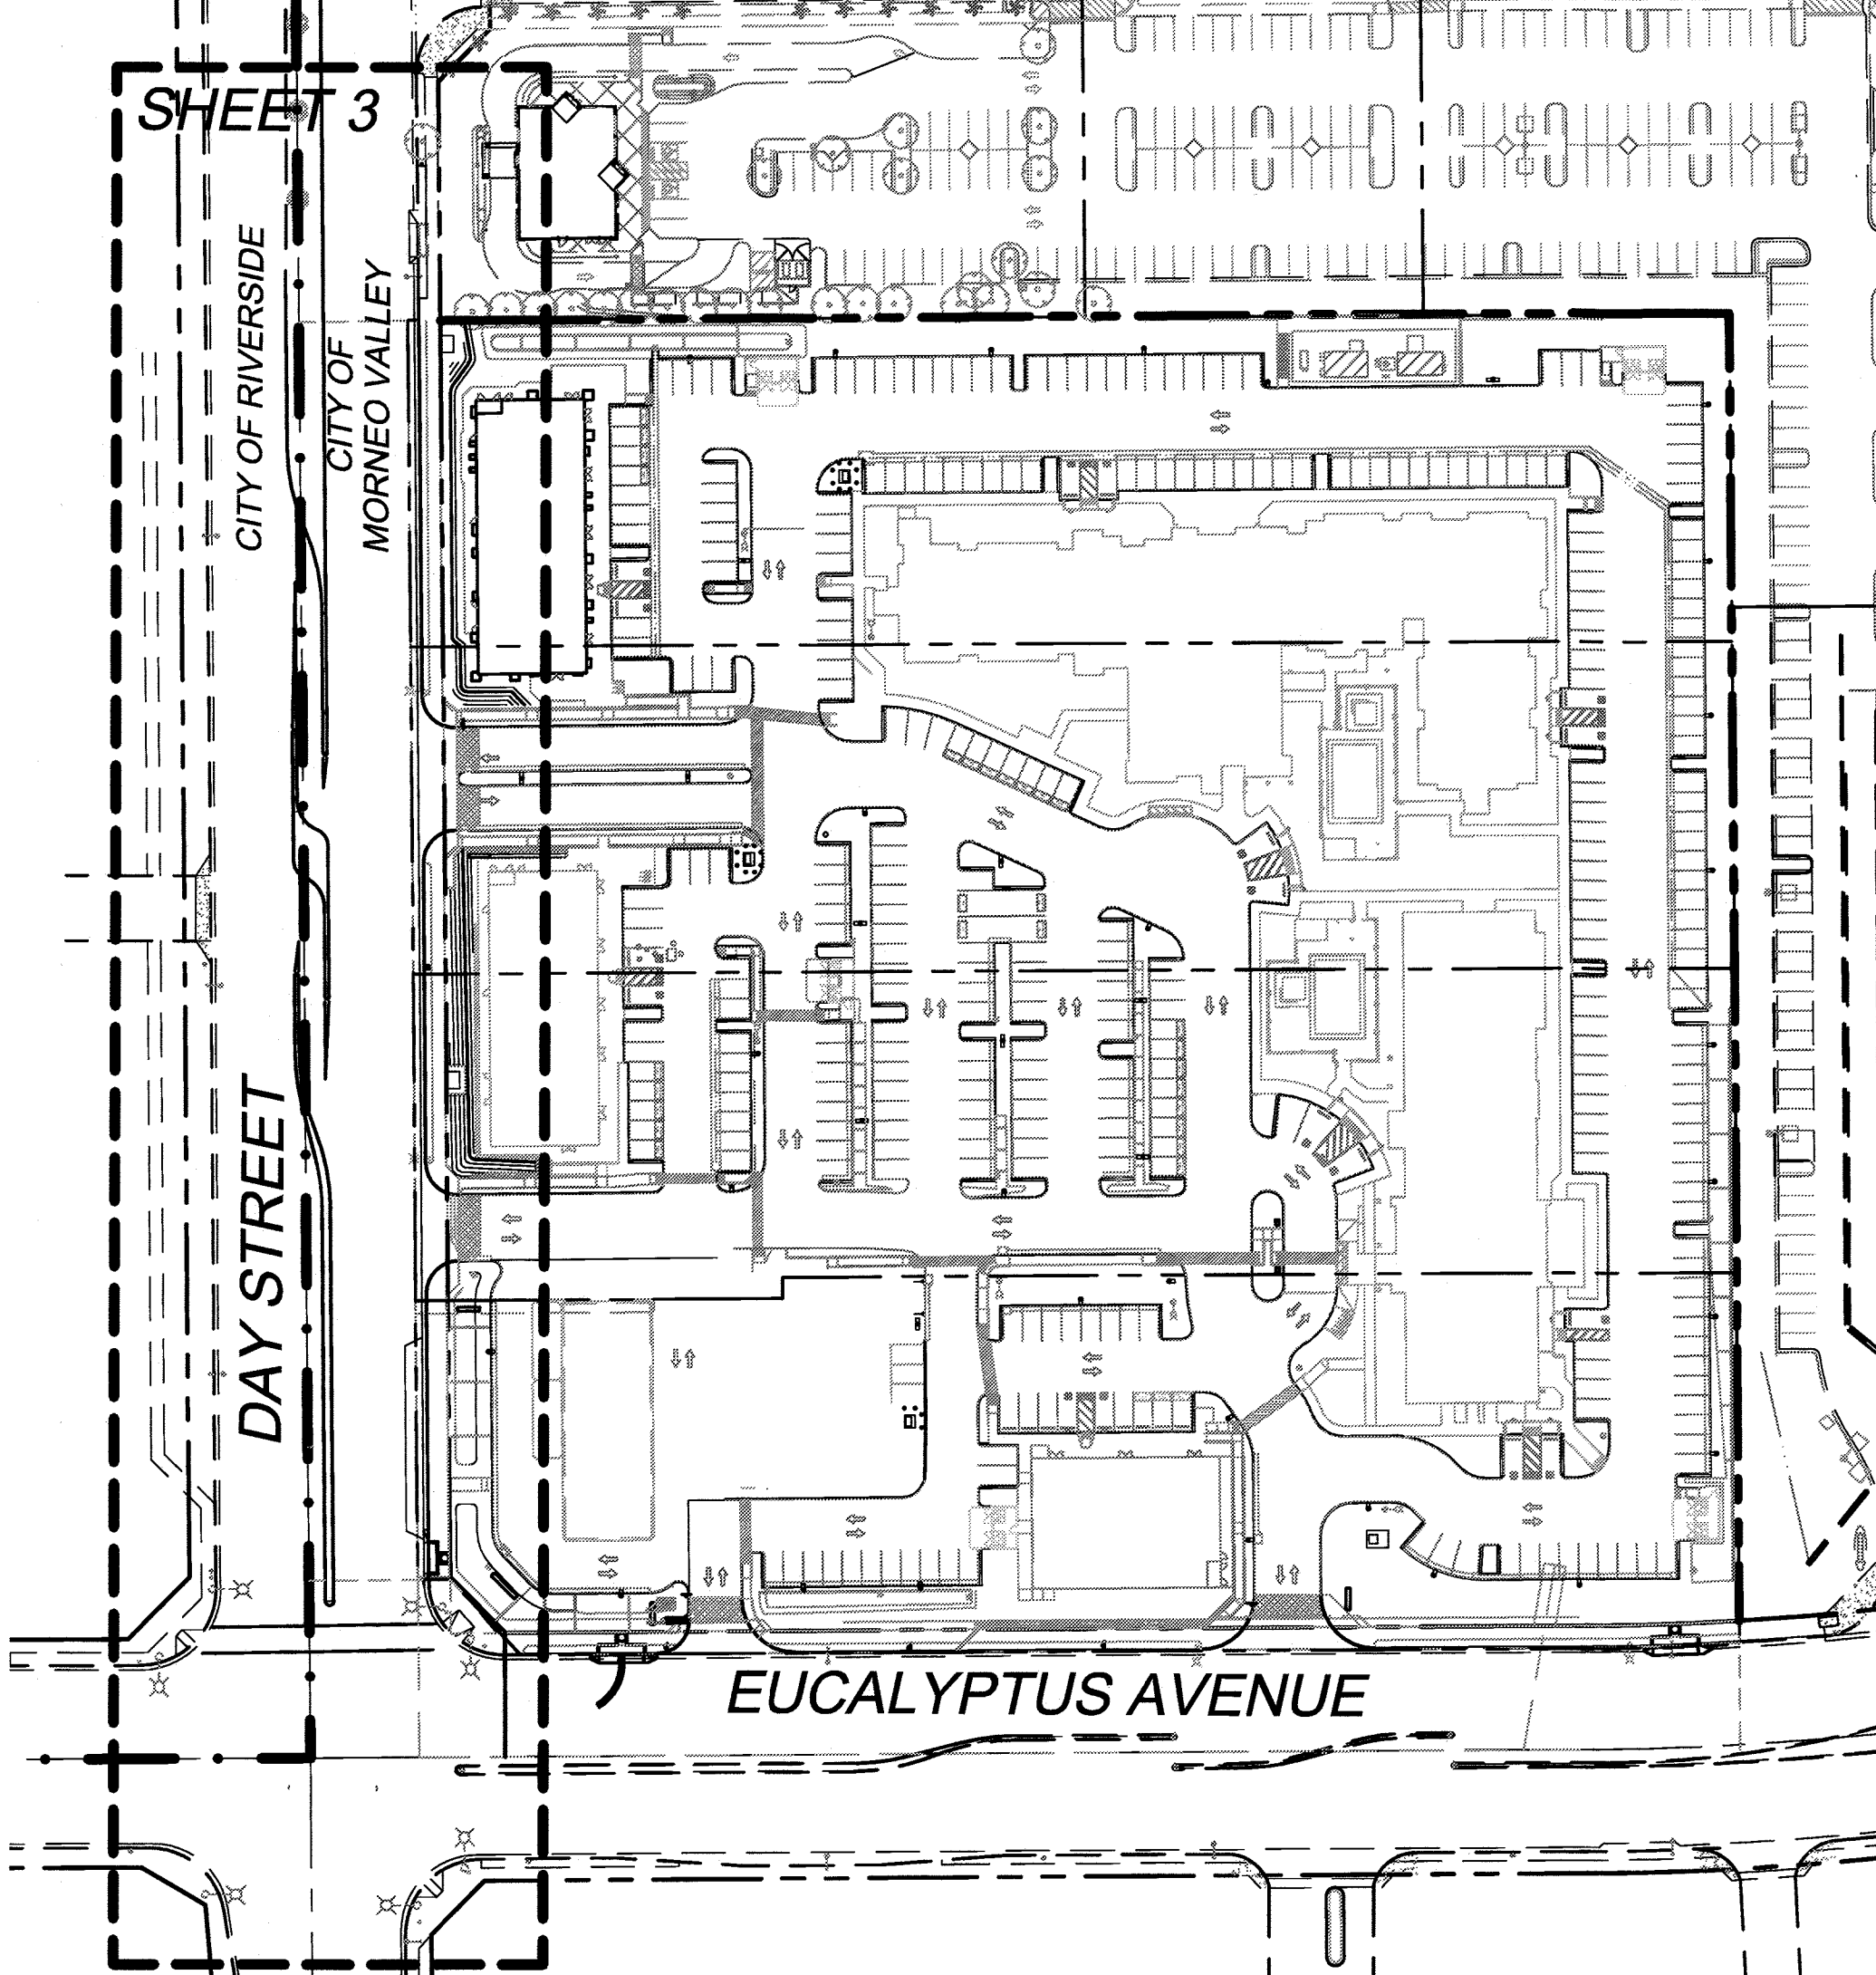 SHEET 3
CITY OF RIVERSIDE
CITY OF
MORNEO VALLEY
DAY STREET
EUCALYPTUS AVENUE